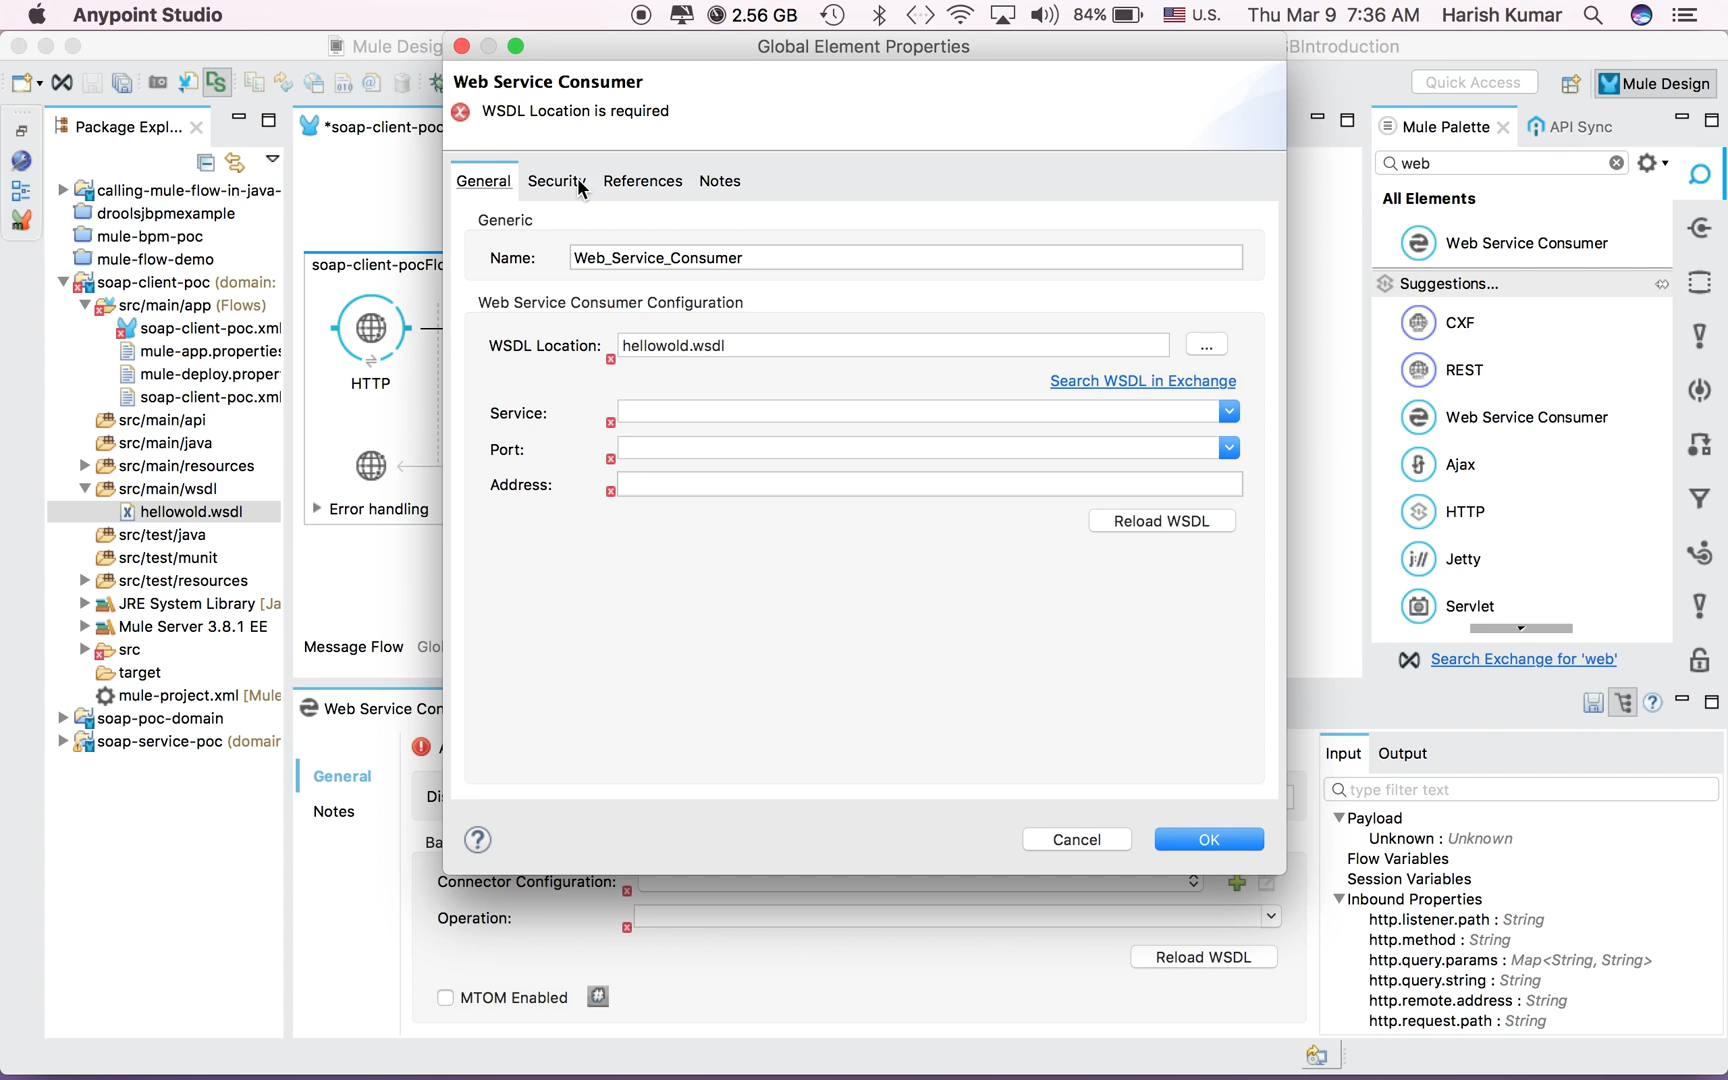 Anypoint Studio
2.56 GB
84%
U.S.
Thu Mar 9 7:36 AM
Harish Kumar
Mule Desig
Global Element Properties
BIntroduction
Quick Access
Mule Design
Web Service Consumer
WSDL Location is required
Package Expl...
*soap-client-poc
Mule Palette
API Sync
web
General
Security
References
Notes
All Elements
Web Service Consumer
Suggestions...
CXF
REST
Web Service Consumer
Ajax
HTTP
Jetty
Servlet
Search Exchange for 'web'
calling-mule-flow-in-java-
droolsjbpmexample
mule-bpm-poc
mule-flow-demo
soap-client-poc (domain:
src/main/app (Flows)
soap-client-poc.xml
mule-app.properties
mule-deploy.proper
soap-client-poc.xml
src/main/api
src/main/java
src/main/resources
src/main/wsdl
hellowold.wsdl
src/test/java
src/test/munit
src/test/resources
JRE System Library [Ja
Mule Server 3.8.1 EE
src
target
mule-project.xml [Mule
soap-poc-domain
soap-service-poc (domain
soap-client-pocFlo
HTTP
Error handling
Message Flow
Glo
Generic
Name:
Web_Service_Consumer
Web Service Consumer Configuration
WSDL Location:
hellowold.wsdl
...
Search WSDL in Exchange
Service:
Port:
Address:
Reload WSDL
?
Cancel
OK
Web Service Con
General
Notes
Di
Ba
Connector Configuration:
Operation:
Reload WSDL
MTOM Enabled
#
Input
Output
type filter text
Payload
Unknown : Unknown
Flow Variables
Session Variables
Inbound Properties
http.listener.path : String
http.method : String
http.query.params : Map<String, String>
http.query.string : String
http.remote.address : String
http.request.path : String